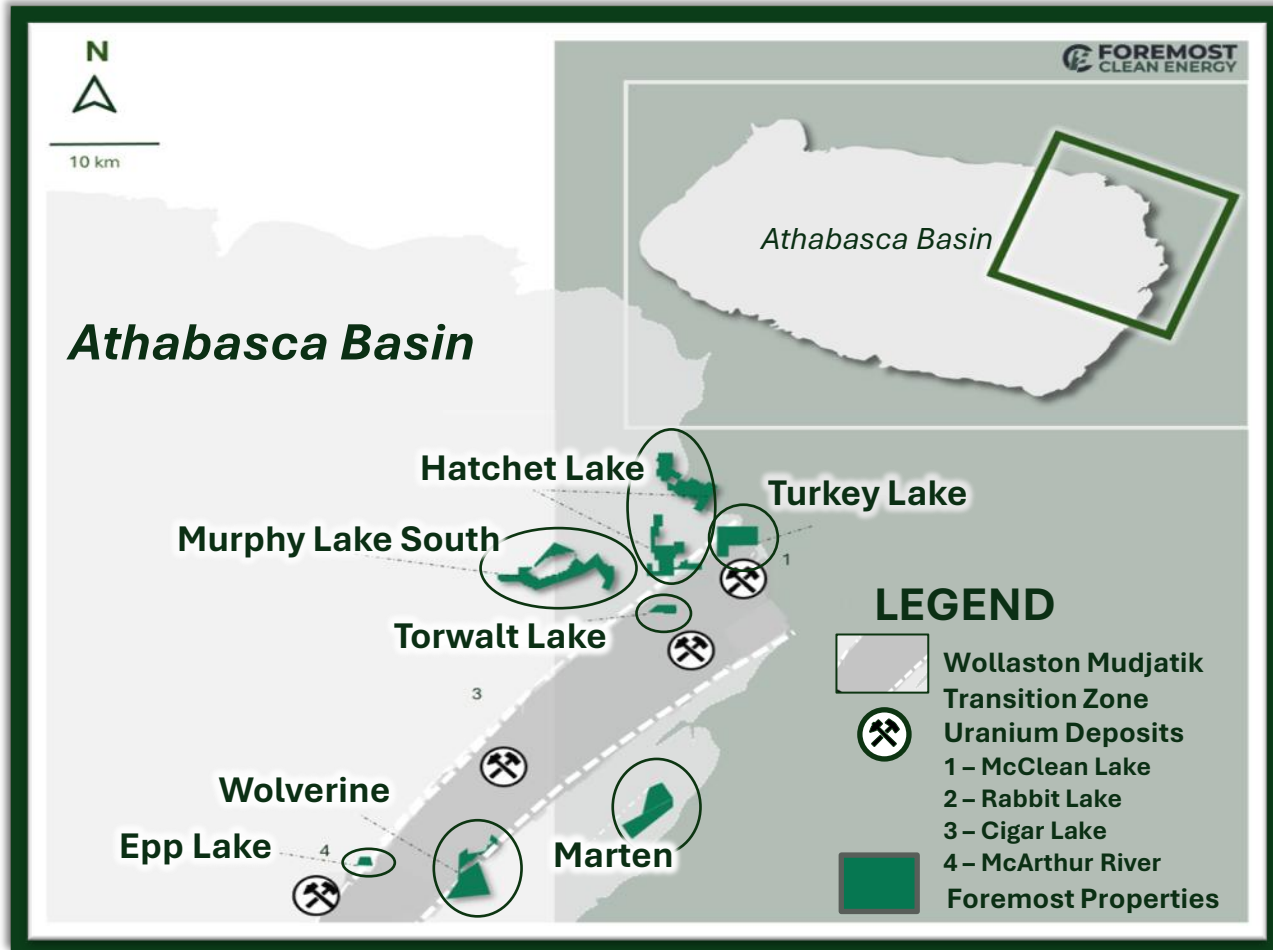 N
10 km
FOREMOST
CLEAN ENERGY
Athabasca Basin
Athabasca Basin
Hatchet Lake
Turkey Lake
Murphy Lake South
1
Torwalt Lake
3
Wolverine
Epp Lake
4
Marten
LEGEND
Wollaston Mudjatik
Transition Zone
Uranium Deposits
1 – McClean Lake
2 – Rabbit Lake
3 – Cigar Lake
4 – McArthur River
Foremost Properties